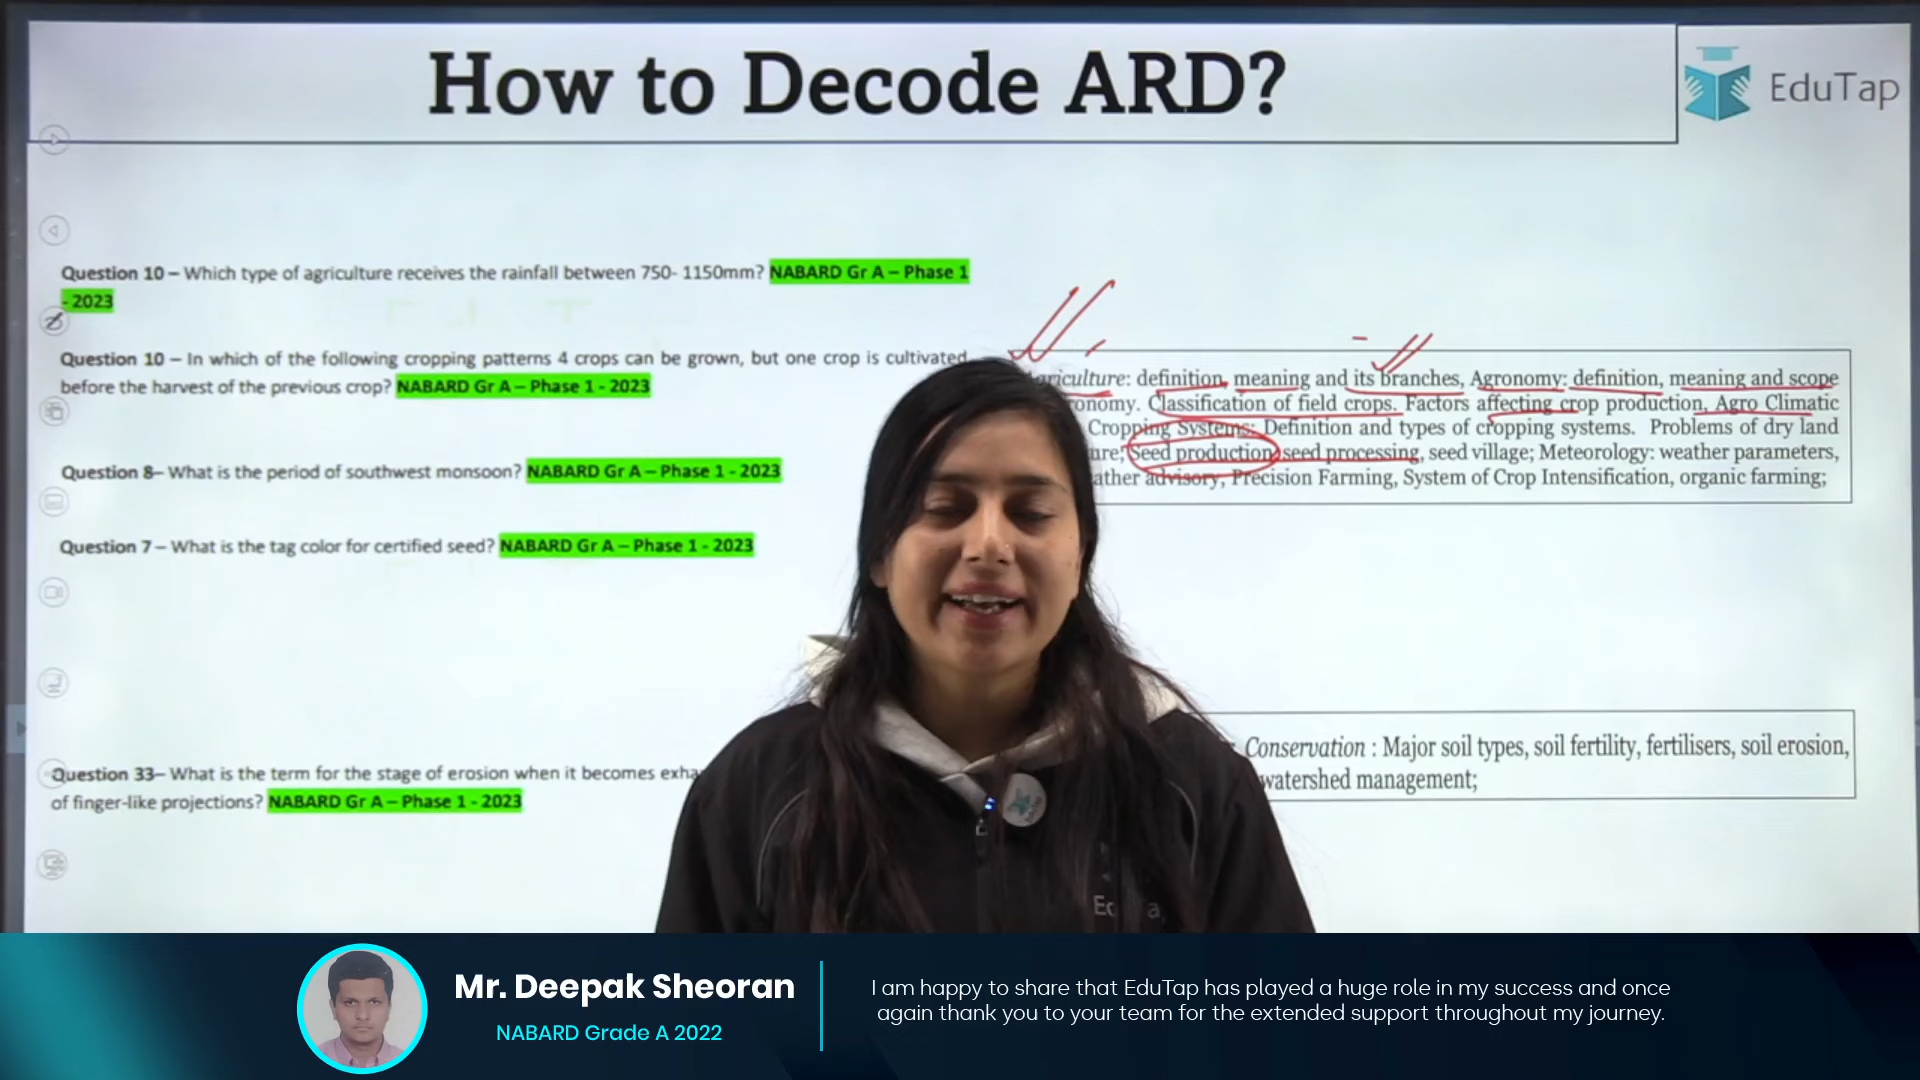 How to Decode ARD?
EduTap
Question 10 – Which type of agriculture receives the rainfall between 750- 1150mm? NABARD Gr A – Phase 1
- 2023
Question 10 – In which of the following cropping patterns 4 crops can be grown, but one crop is cultivated
before the harvest of the previous crop? NABARD Gr A – Phase 1 - 2023
Question 8– What is the period of southwest monsoon? NABARD Gr A – Phase 1 - 2023
Question 7 – What is the tag color for certified seed? NABARD Gr A – Phase 1 - 2023
Question 33– What is the term for the stage of erosion when it becomes
of finger-like projections? NABARD Gr A – Phase 1 - 2023
definition, meaning and its branches, Agronomy: definition, meaning and scope
Classification of field crops. Factors affecting crop production, Agro Climatic
Cropping Systems: Definition and types of cropping systems. Problems of dry land
Seed production, seed processing, seed village; Meteorology: weather parameters,
advisory, Precision Farming, System of Crop Intensification, organic farming;
Conservation : Major soil types, soil fertility, fertilisers, soil erosion,
watershed management;
Mr. Deepak Sheoran
NABARD Grade A 2022
I am happy to share that EduTap has played a huge role in my success and once
again thank you to your team for the extended support throughout my journey.